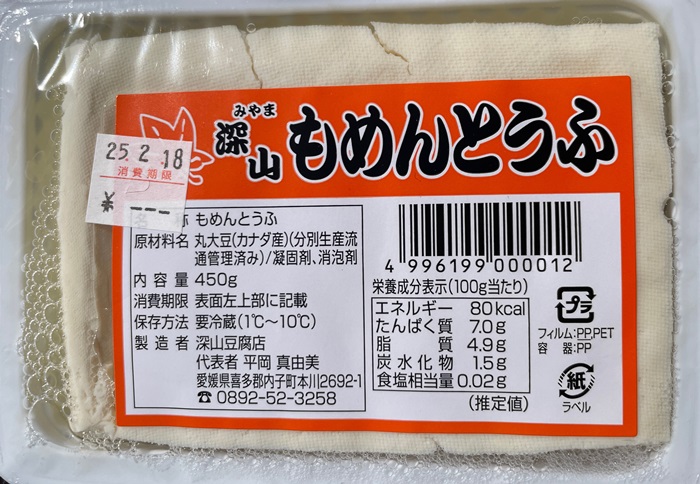 みやま
深山
もめんとうふ
25.2.18
消費期限
¥ ---
名称 もめんとうふ
原材料名 丸大豆(カナダ産)(分別生産流
通管理済み)/凝固剤、消泡剤
内容量 450g
消費期限 表面左上部に記載
保存方法 要冷蔵(1℃〜10℃)
製造者 深山豆腐店
代表者 平岡 真由美
愛媛県喜多郡内子町本川2692-1
☎0892-52-3258
4 996199 000012
栄養成分表示(100g当たり)
エネルギー 80kcal
たんぱく質 7.0g
脂質 4.9g
炭水化物 1.5g
食塩相当量 0.02g
(推定値)
プラ
フィルム:PP,PET
容器:PP
紙
ラベル